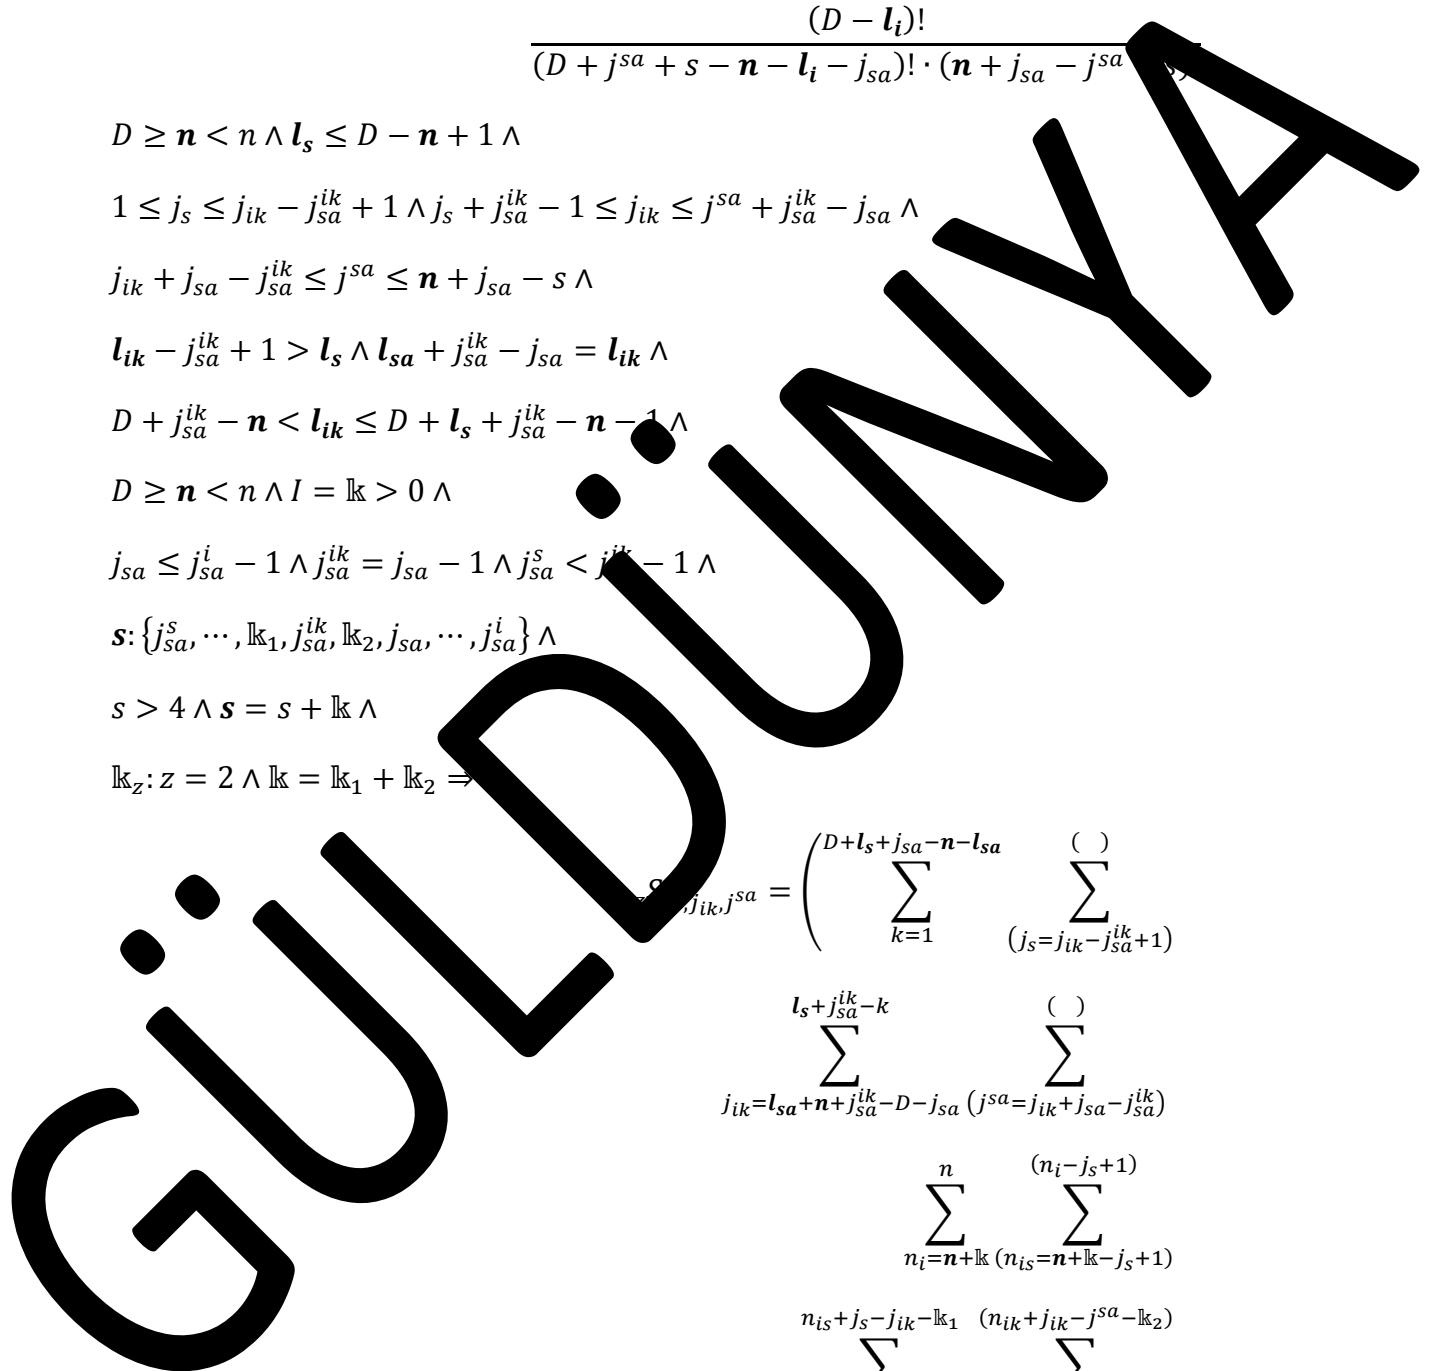 (D − l_i)!
(D + j^{sa} + s − n − l_i − j_{sa})! · (n + j_{sa} − j^{sa}
D ≥ n < n ∧ l_s ≤ D − n + 1 ∧
1 ≤ j_s ≤ j_{ik} − j_{sa}^{ik} + 1 ∧ j_s + j_{sa}^{ik} − 1 ≤ j_{ik} ≤ j^{sa} + j_{sa}^{ik} − j_{sa} ∧
j_{ik} + j_{sa} − j_{sa}^{ik} ≤ j^{sa} ≤ n + j_{sa} − s ∧
l_{ik} − j_{sa}^{ik} + 1 > l_s ∧ l_{sa} + j_{sa}^{ik} − j_{sa} = l_{ik} ∧
D + j_{sa}^{ik} − n < l_{ik} ≤ D + l_s + j_{sa}^{ik} − n − 1 ∧
D ≥ n < n ∧ I = 𝕜 > 0 ∧
j_{sa} ≤ j_{sa}^{i} − 1 ∧ j_{sa}^{ik} = j_{sa} − 1 ∧ j_{sa}^{s} < − 1 ∧
s: {j_{sa}^{s}, ⋯ , 𝕜_1, j_{sa}^{ik}, 𝕜_2, j_{sa}, ⋯ , j_{sa}^{i}} ∧
s > 4 ∧ s = s + 𝕜 ∧
𝕜_z: z = 2 ∧ 𝕜 = 𝕜_1 + 𝕜_2 ⇒
{,j_{ik},j^{sa}} = ( ∑_{k=1}^{D+l_s+j_{sa}−n−l_{sa}} ∑_{(j_s=j_{ik}−j_{sa}^{ik}+1)}^{( )}
∑_{j_{ik}=l_{sa}+n+j_{sa}^{ik}−D−j_{sa}}^{l_s+j_{sa}^{ik}−k} ∑_{(j^{sa}=j_{ik}+j_{sa}−j_{sa}^{ik})}^{( )}
∑_{n_i=n+𝕜}^{n} ∑_{(n_{is}=n+𝕜−j_s+1)}^{(n_i−j_s+1)}
∑^{n_{is}+j_s−j_{ik}−𝕜_1} ∑^{(n_{ik}+j_{ik}−j^{sa}−𝕜_2)}
GÜLDÜNYA